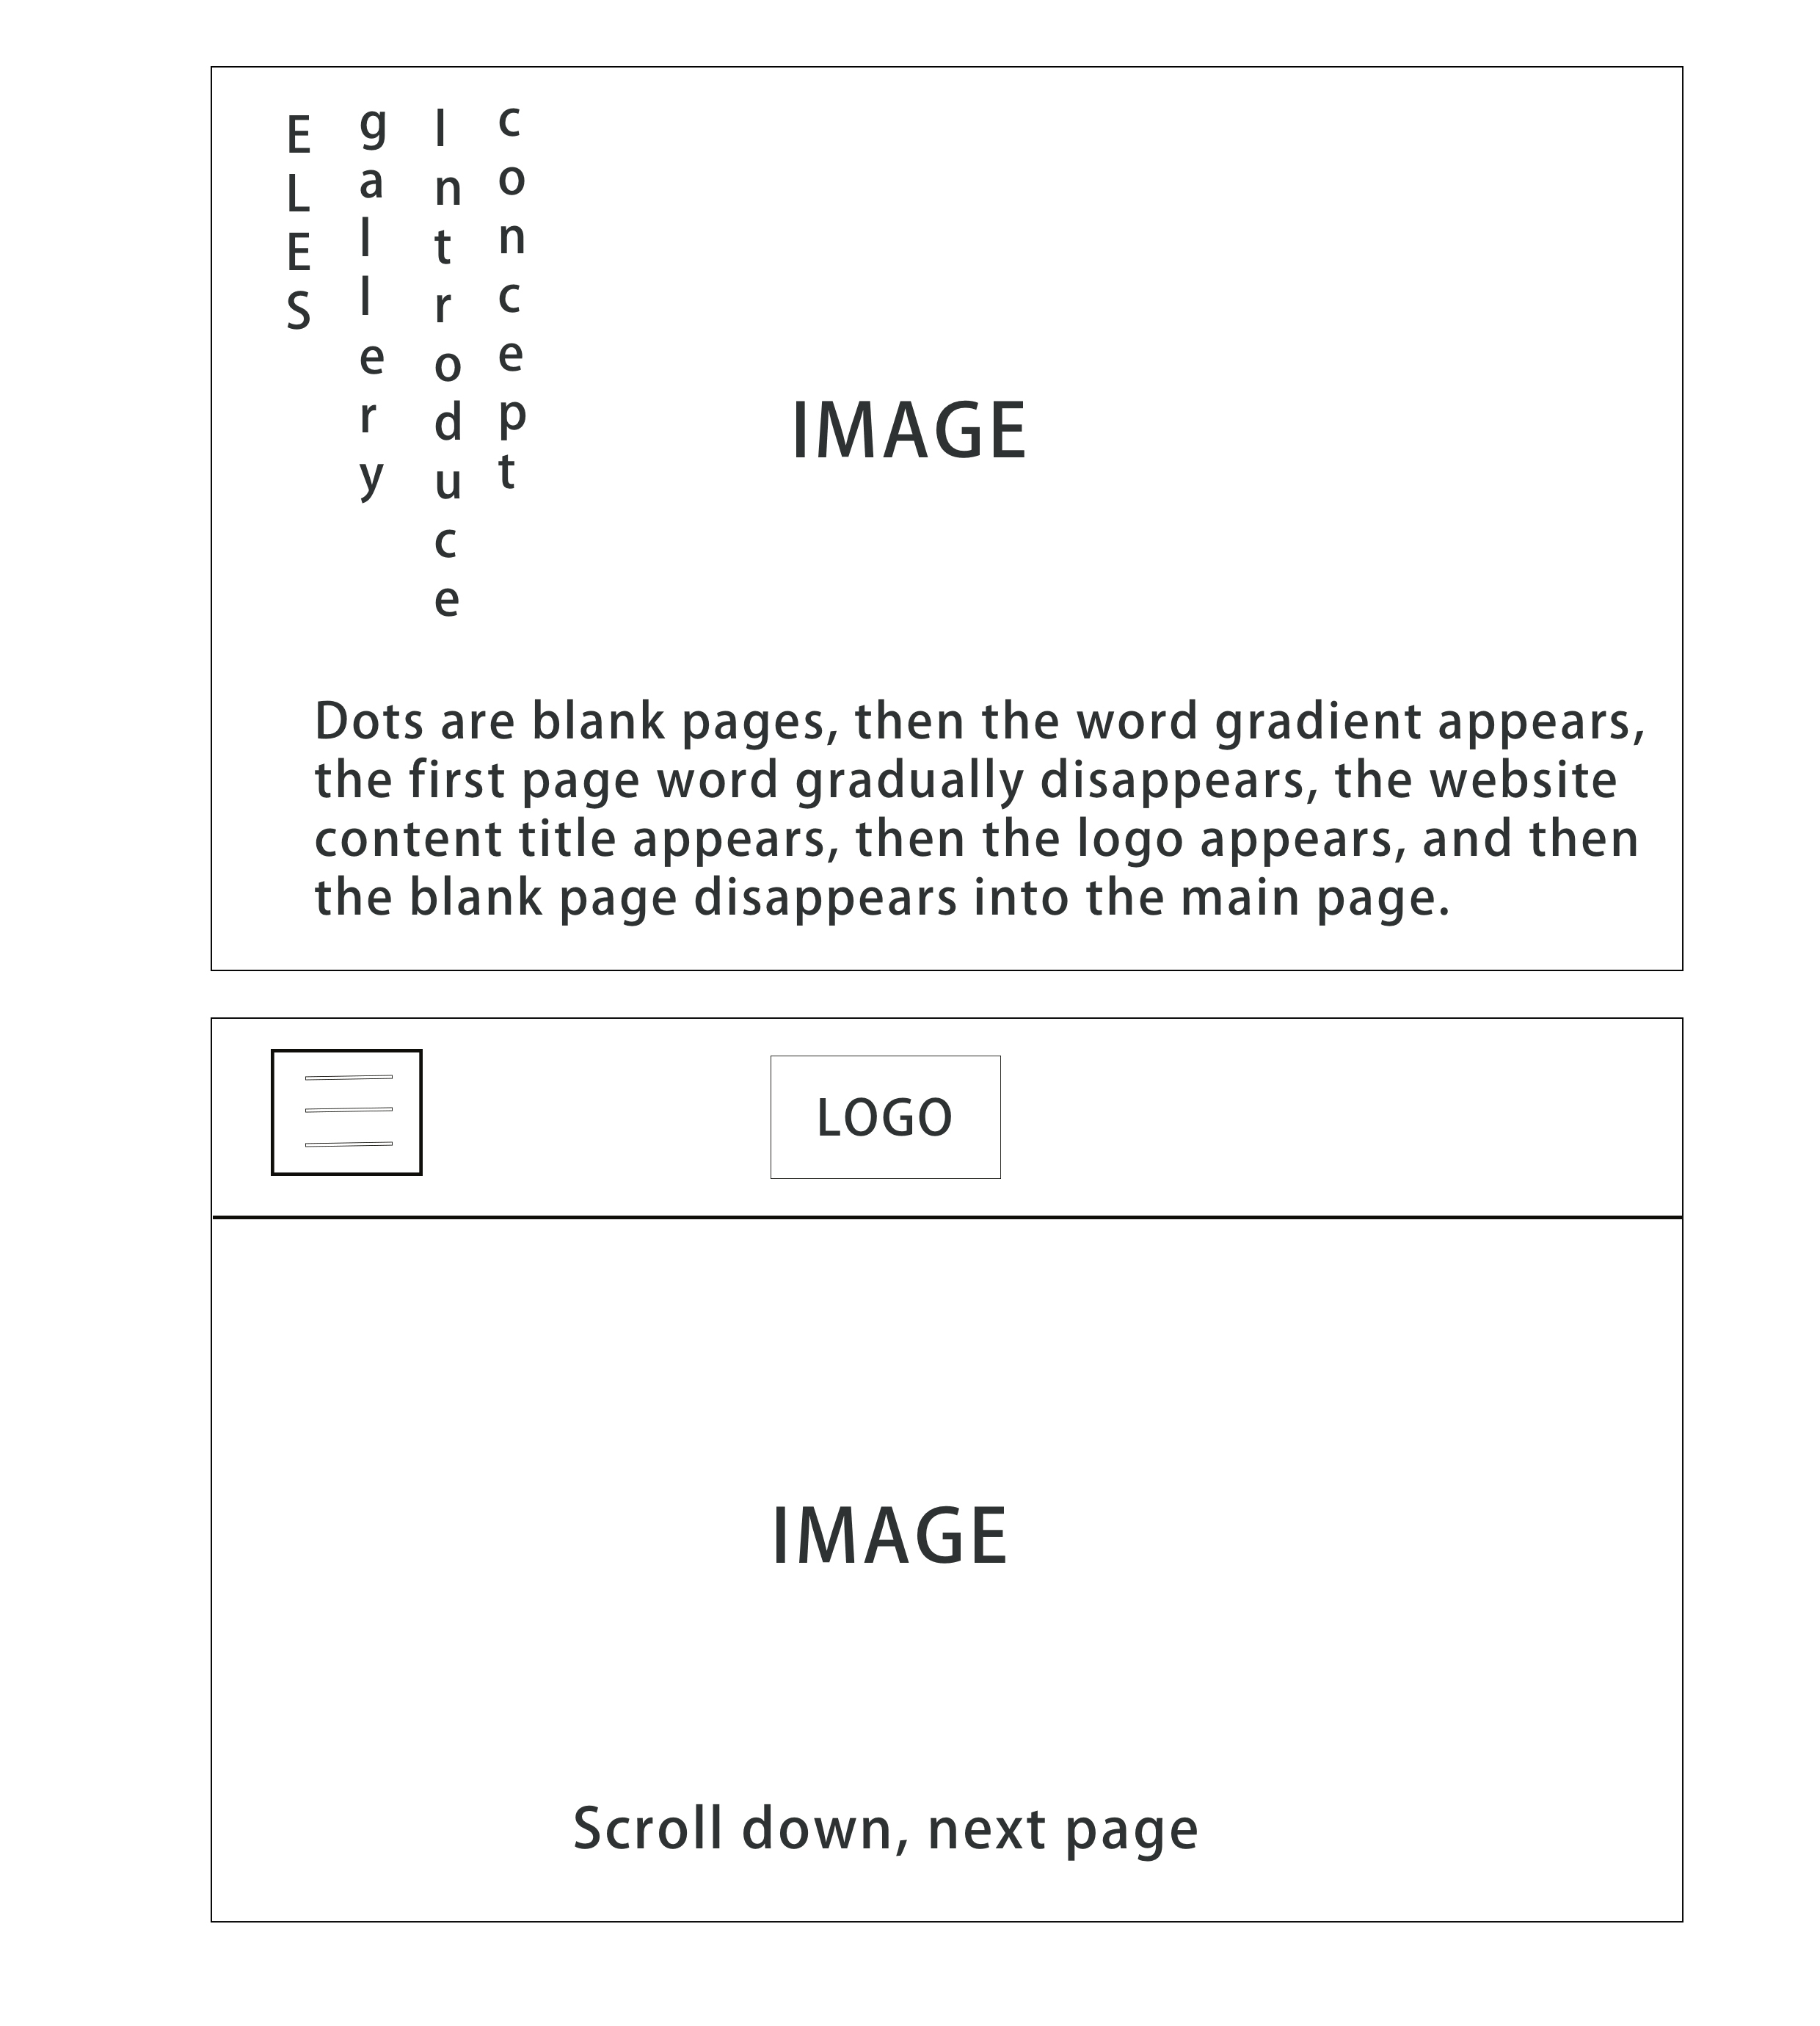 ELES
gallery
Introduce
concept
IMAGE
Dots are blank pages, then the word gradient appears,
the first page word gradually disappears, the website
content title appears, then the logo appears, and then
the blank page disappears into the main page.
LOGO
IMAGE
Scroll down, next page